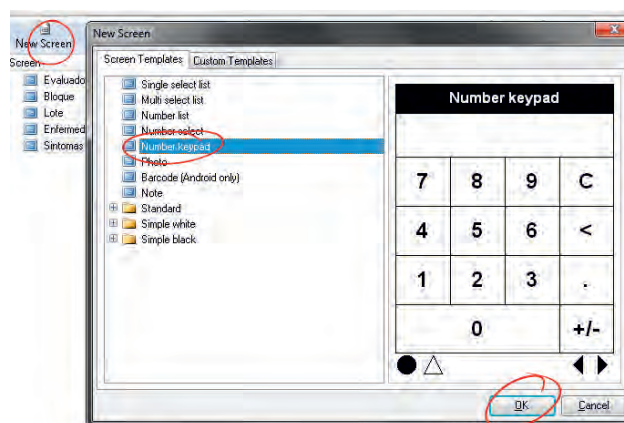 New Screen
Screen
Evaluado
Bloque
Lote
Enfermed
Sintomas
New Screen
Screen Templates
Custom Templates
Single select list
Multi select list
Number list
Number select
Number keypad
Photo
Barcode (Android only)
Note
Standard
Simple white
Simple black
Number keypad
7 8 9 C
4 5 6 <
1 2 3 .
0 +/-
OK
Cancel